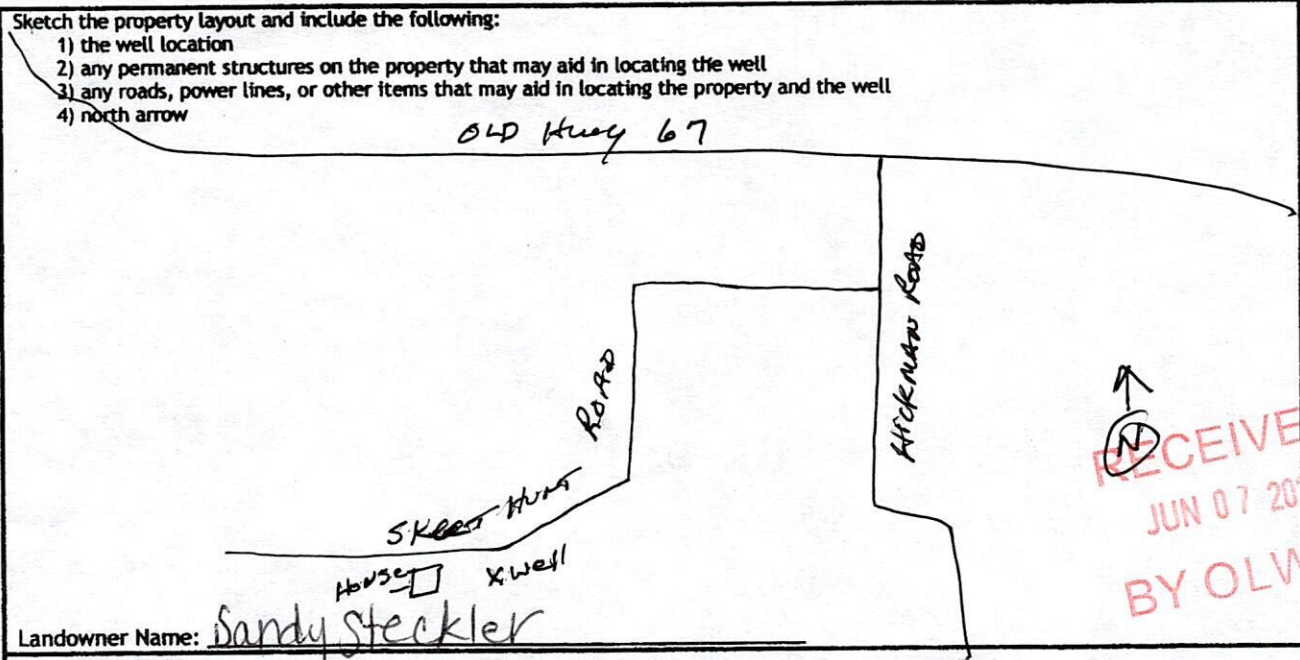 Sketch the property layout and include the following:
1) the well location
2) any permanent structures on the property that may aid in locating the well
3) any roads, power lines, or other items that may aid in locating the property and the well
4) north arrow
OLD Hwy 67
HICKMAN ROAD
ROAD
N
RECEIVE
JUN 07 20
SKEET HUNT
House
X well
BY OLW
Landowner Name: Sandy Steckler